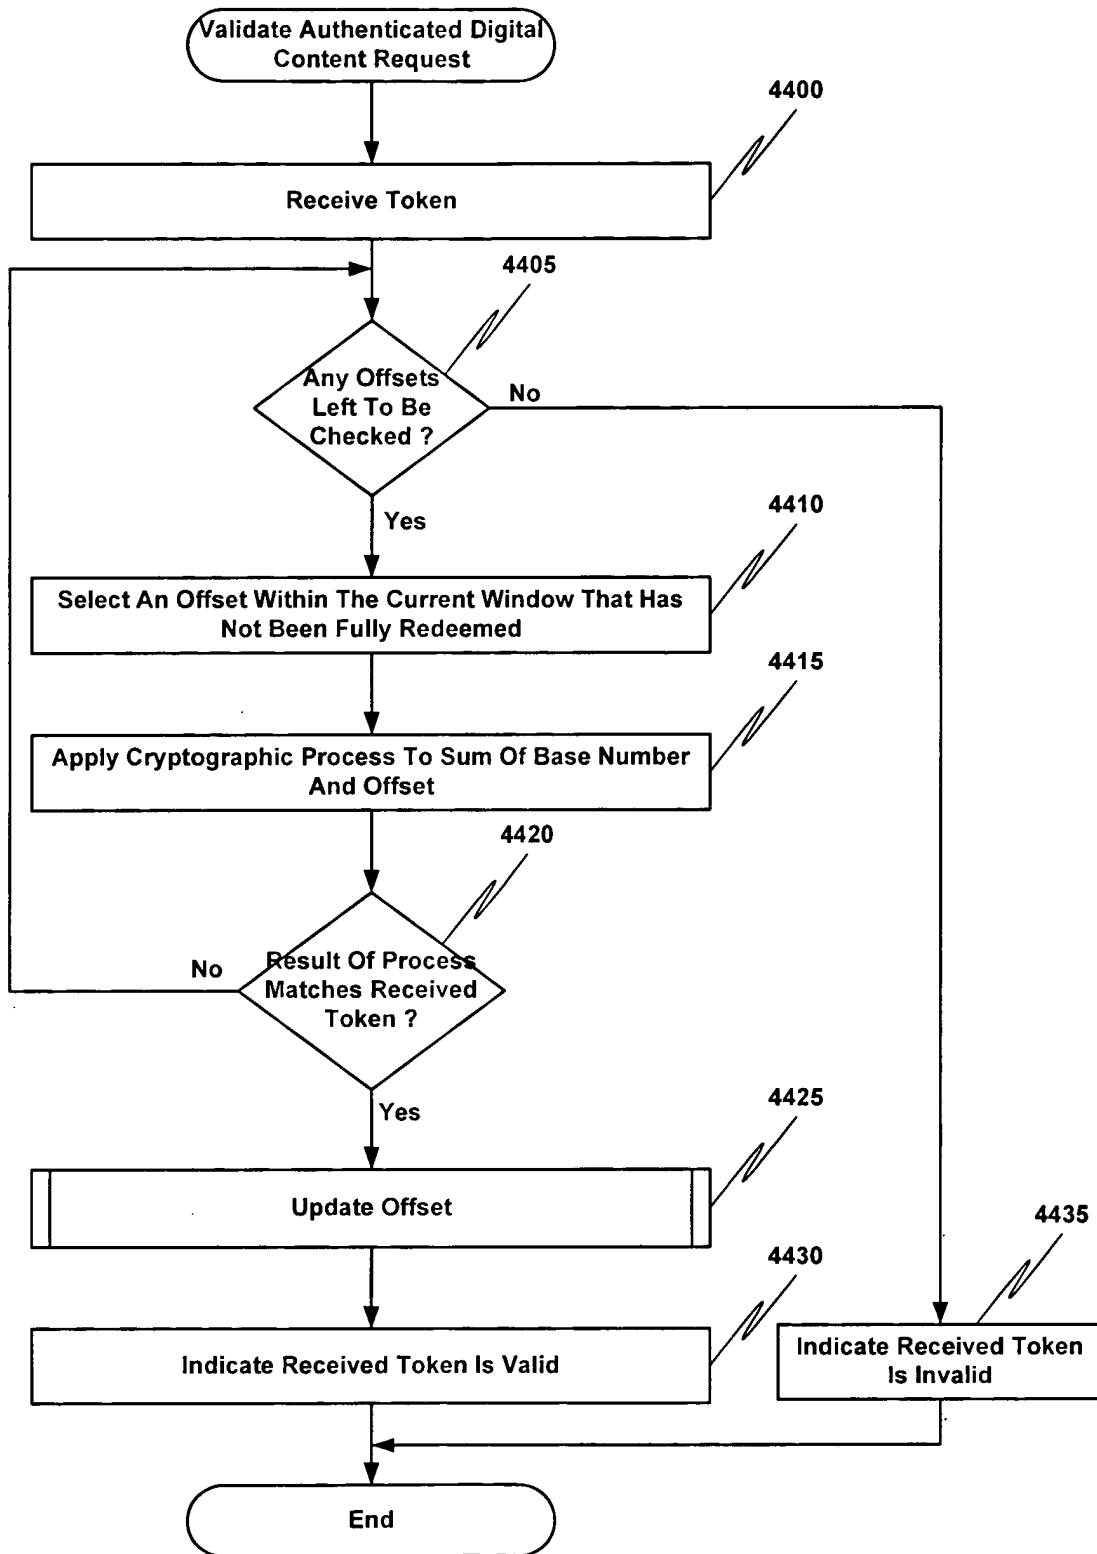 Validate Authenticated Digital
Content Request
4400
Receive Token
4405
Any Offsets
Left To Be
Checked ?
No
Yes
4410
Select An Offset Within The Current Window That Has
Not Been Fully Redeemed
4415
Apply Cryptographic Process To Sum Of Base Number
And Offset
4420
No
Result Of Process
Matches Received
Token ?
Yes
4425
Update Offset
4435
4430
Indicate Received Token Is Valid
Indicate Received Token
Is Invalid
End